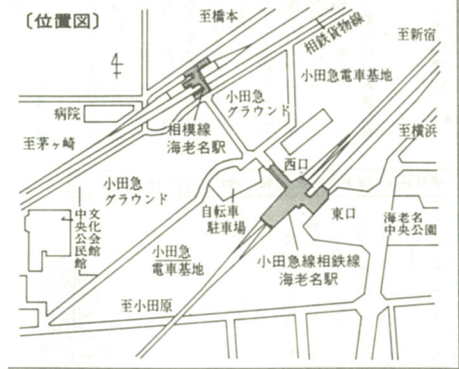 〔位置図〕
至橋本
相鉄貨物線
至新宿
小田急電車基地
病院
小田急
グラウンド
至茅ヶ崎
相模線
海老名駅
至横浜
西口
小田急
グラウンド
自転車
駐車場
東口
海老名
中央公園
文化会館
中央公民館
小田急
電車基地
小田急線相鉄線
海老名駅
至小田原